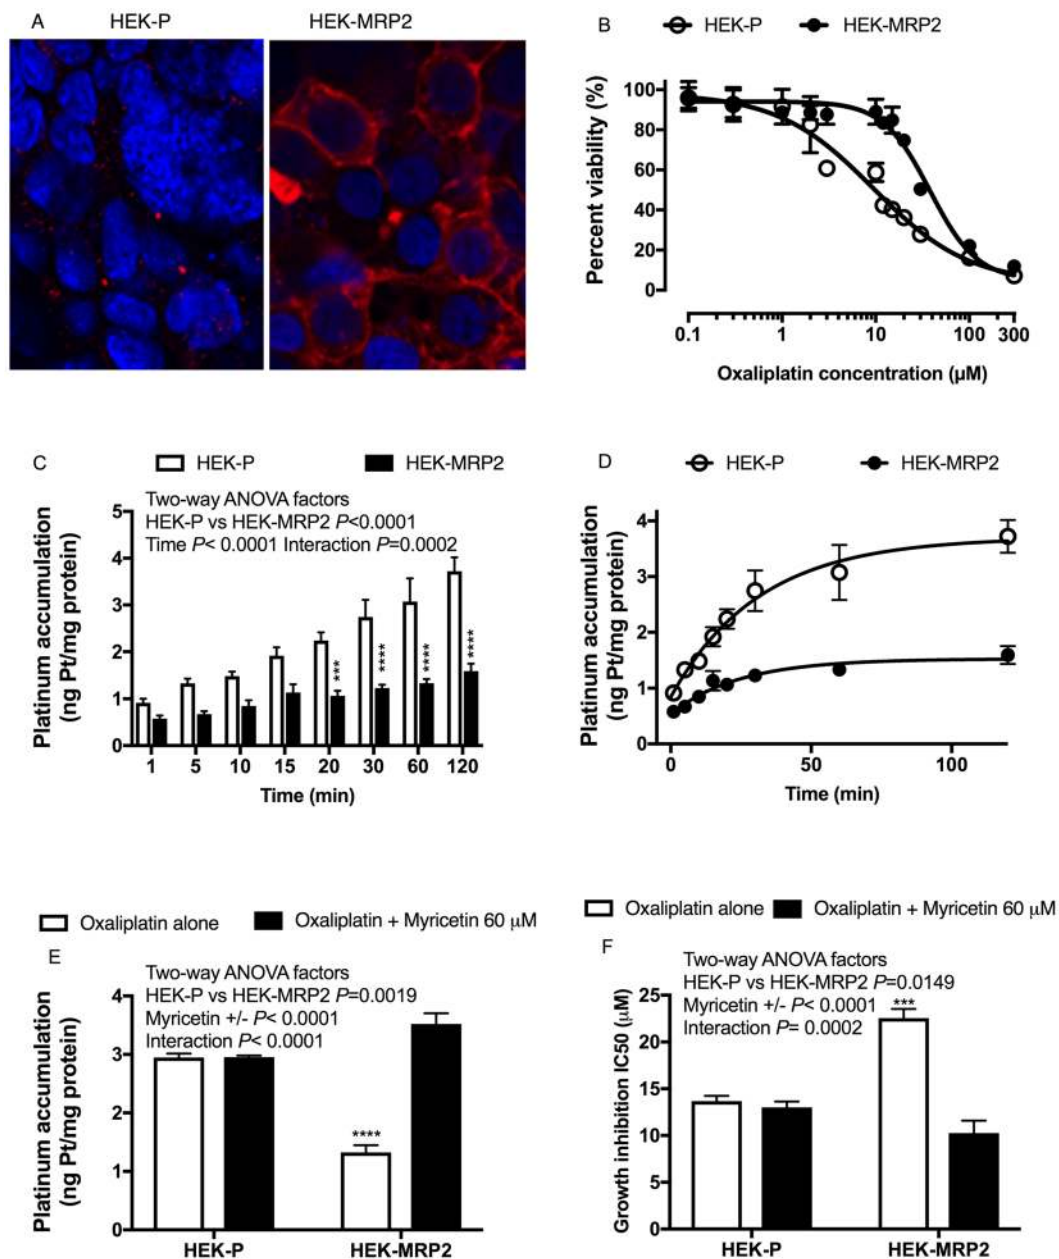 A
HEK-P
HEK-MRP2
B
HEK-P
HEK-MRP2
Percent viability (%)
100
80
60
40
20
0
0.1
1
10
100
300
Oxaliplatin concentration (µM)
C
HEK-P
HEK-MRP2
Two-way ANOVA factors
HEK-P vs HEK-MRP2 P<0.0001
Time P< 0.0001 Interaction P=0.0002
Platinum accumulation
(ng Pt/mg protein)
5
4
3
2
1
0
***
****
****
****
1
5
10
15
20
30
60
120
Time (min)
D
HEK-P
HEK-MRP2
Platinum accumulation
(ng Pt/mg protein)
4
3
2
1
0
0
50
100
Time (min)
Oxaliplatin alone
Oxaliplatin + Myricetin 60 µM
E
Two-way ANOVA factors
HEK-P vs HEK-MRP2 P=0.0019
Myricetin +/- P< 0.0001
Interaction P< 0.0001
Platinum accumulation
(ng Pt/mg protein)
4
3
2
1
0
****
HEK-P
HEK-MRP2
Oxaliplatin alone
Oxaliplatin + Myricetin 60 µM
F
Two-way ANOVA factors
HEK-P vs HEK-MRP2 P=0.0149
Myricetin +/- P< 0.0001
Interaction P= 0.0002
Growth inhibition IC50 (µM)
25
20
15
10
5
0
***
HEK-P
HEK-MRP2